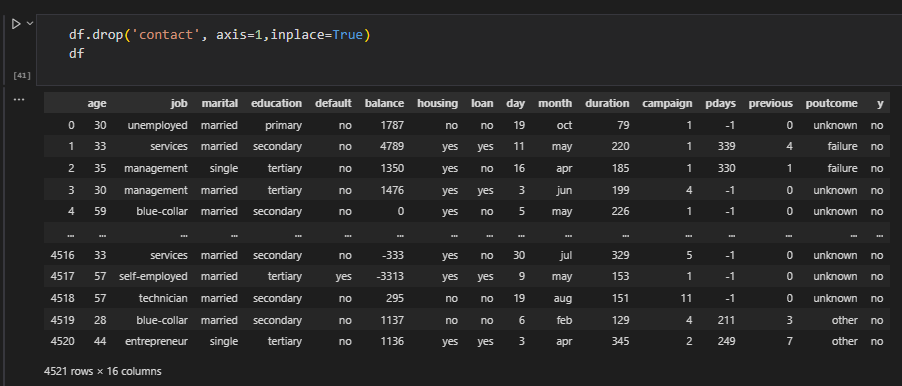 df.drop('contact', axis=1,inplace=True)
df
[41]
...
age job marital education default balance housing loan day month duration campaign pdays previous poutcome y
0 30 unemployed married primary no 1787 no no 19 oct 79 1 -1 0 unknown no
1 33 services married secondary no 4789 yes yes 11 may 220 1 339 4 failure no
2 35 management single tertiary no 1350 yes no 16 apr 185 1 330 1 failure no
3 30 management married tertiary no 1476 yes yes 3 jun 199 4 -1 0 unknown no
4 59 blue-collar married secondary no 0 yes no 5 may 226 1 -1 0 unknown no
... ... ... ... ... ... ... ... ... ... ... ... ... ... ... ... ...
4516 33 services married secondary no -333 yes no 30 jul 329 5 -1 0 unknown no
4517 57 self-employed married tertiary yes -3313 yes yes 9 may 153 1 -1 0 unknown no
4518 57 technician married secondary no 295 no no 19 aug 151 11 -1 0 unknown no
4519 28 blue-collar married secondary no 1137 no no 6 feb 129 4 211 3 other no
4520 44 entrepreneur single tertiary no 1136 yes yes 3 apr 345 2 249 7 other no
4521 rows × 16 columns